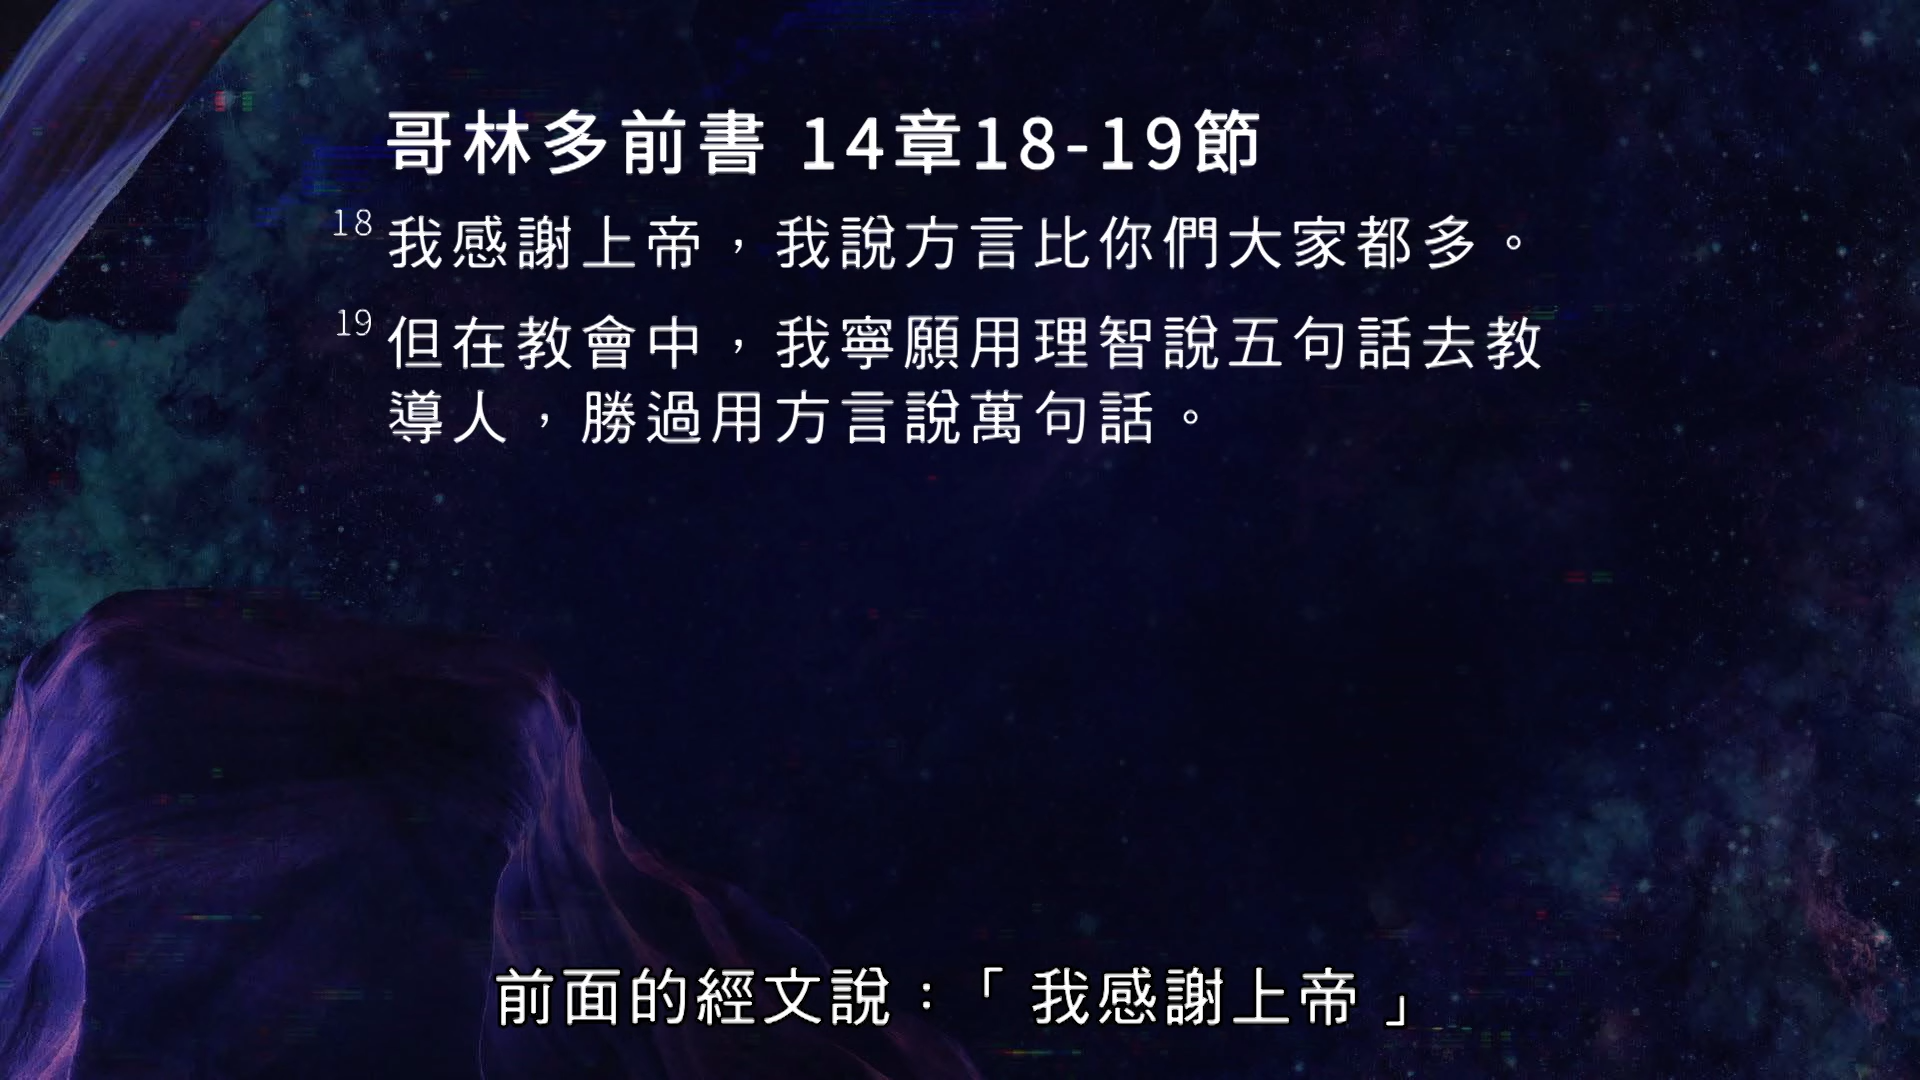 哥林多前書 14章18-19節
18 我感謝上帝，我說方言比你們大家都多。
19 但在教會中，我寧願用理智說五句話去教
導人，勝過用方言說萬句話。
前面的經文說：「 我感謝上帝 」